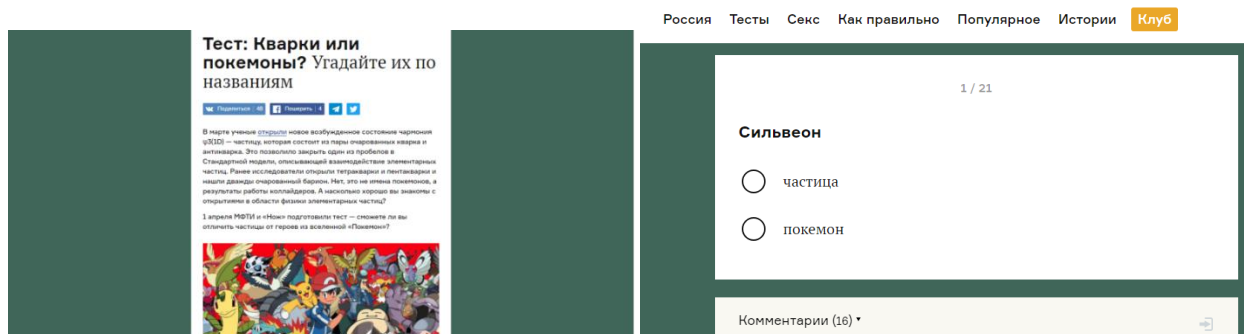 Тест: Кварки или
покемоны? Угадайте их по
названиям
Поделиться 48
Поширить 4
В марте ученые открыли новое возбужденное состояние чармония
ψ3(1D) — частицу, которая состоит из пары очарованных кварка и
антикварка. Это позволило закрыть один из пробелов в
Стандартной модели, описывающей взаимодействие элементарных
частиц. Ранее исследователи открыли тетракварки и пентакварки и
нашли дважды очарованный барион. Нет, это не имена покемонов, а
результаты работы коллайдеров. А насколько хорошо вы знакомы с
открытиями в области физики элементарных частиц?
1 апреля МФТИ и «Нож» подготовили тест — сможете ли вы
отличить частицы от героев из вселенной «Покемон»?
Россия Тесты Секс Как правильно Популярное Истории Клуб
1 / 21
Сильвеон
частица
покемон
Комментарии (16)